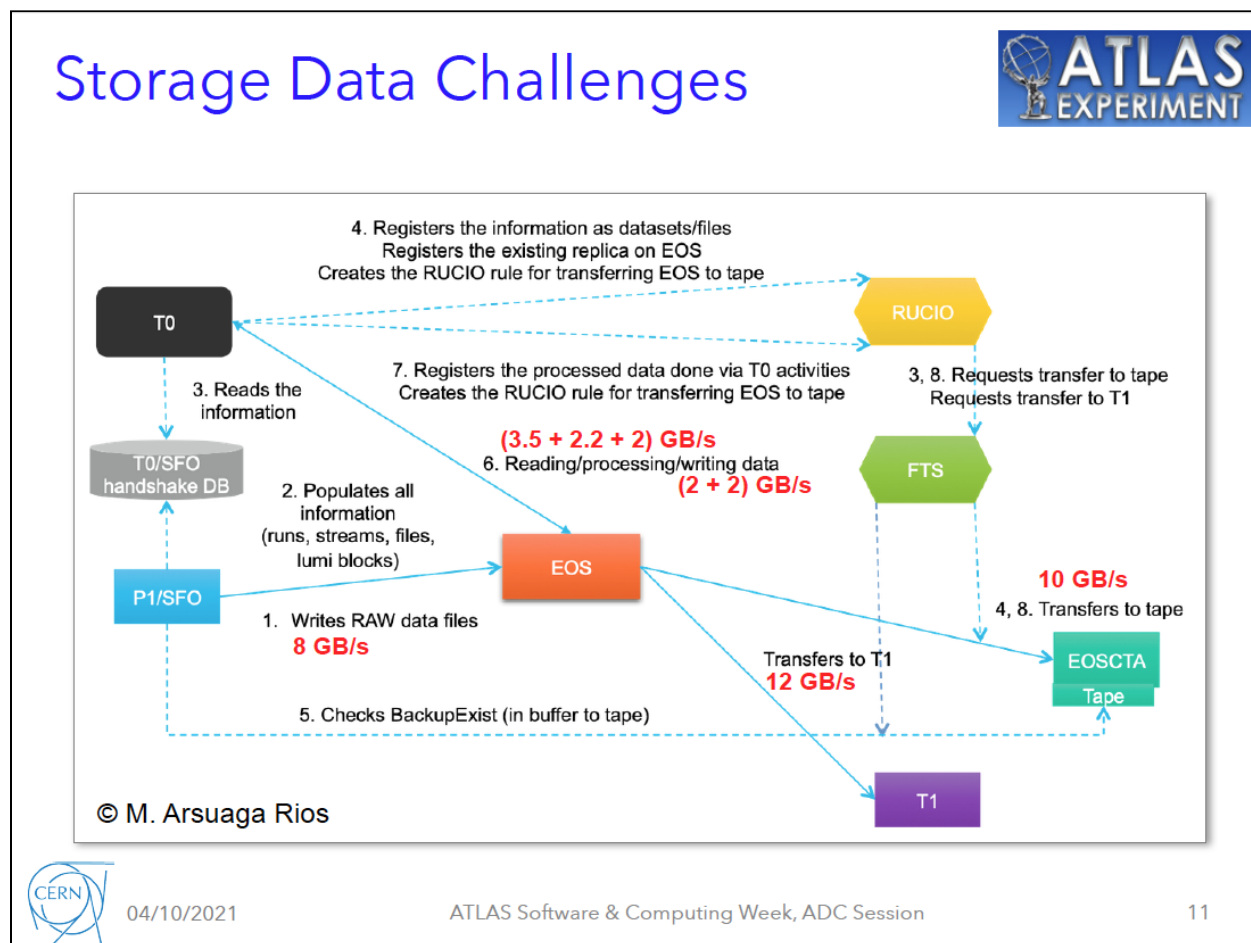 Storage Data Challenges
ATLAS
EXPERIMENT
4. Registers the information as datasets/files
Registers the existing replica on EOS
Creates the RUCIO rule for transferring EOS to tape
T0
RUCIO
7. Registers the processed data done via T0 activities
Creates the RUCIO rule for transferring EOS to tape
3. Reads the
information
3, 8. Requests transfer to tape
Requests transfer to T1
(3.5 + 2.2 + 2) GB/s
6. Reading/processing/writing data
(2 + 2) GB/s
T0/SFO
handshake DB
FTS
2. Populates all
information
(runs, streams, files,
lumi blocks)
EOS
P1/SFO
10 GB/s
4, 8. Transfers to tape
1. Writes RAW data files
8 GB/s
Transfers to T1
12 GB/s
EOSCTA
Tape
5. Checks BackupExist (in buffer to tape)
T1
© M. Arsuaga Rios
CERN
04/10/2021
ATLAS Software & Computing Week, ADC Session
11